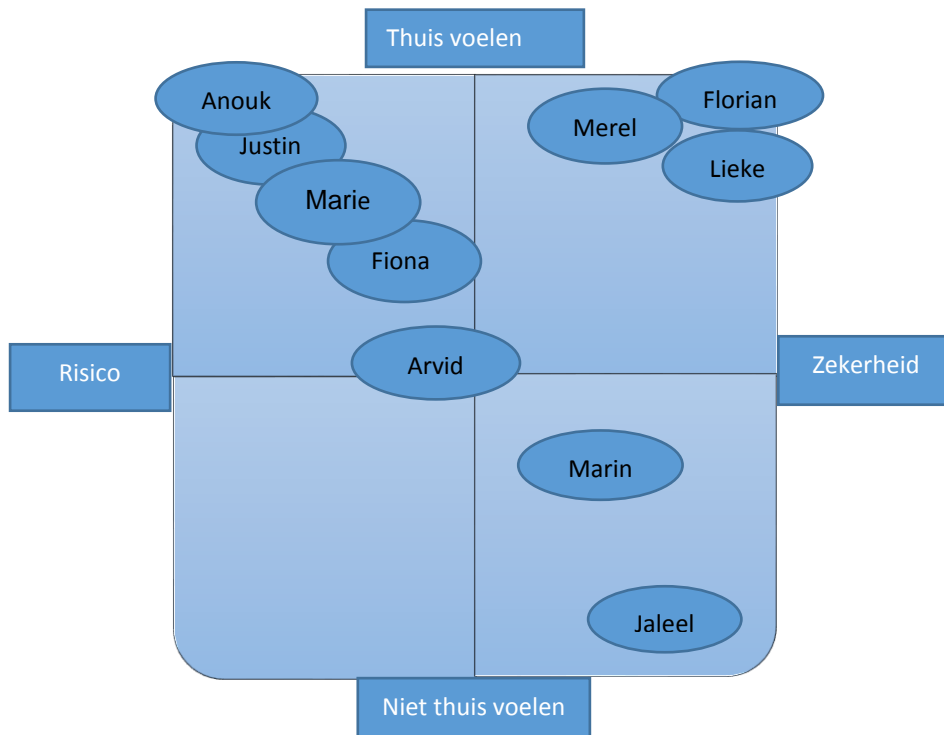 Thuis voelen
Anouk
Florian
Merel
Justin
Lieke
Marie
Fiona
Risico
Arvid
Zekerheid
Marin
Jaleel
Niet thuis voelen